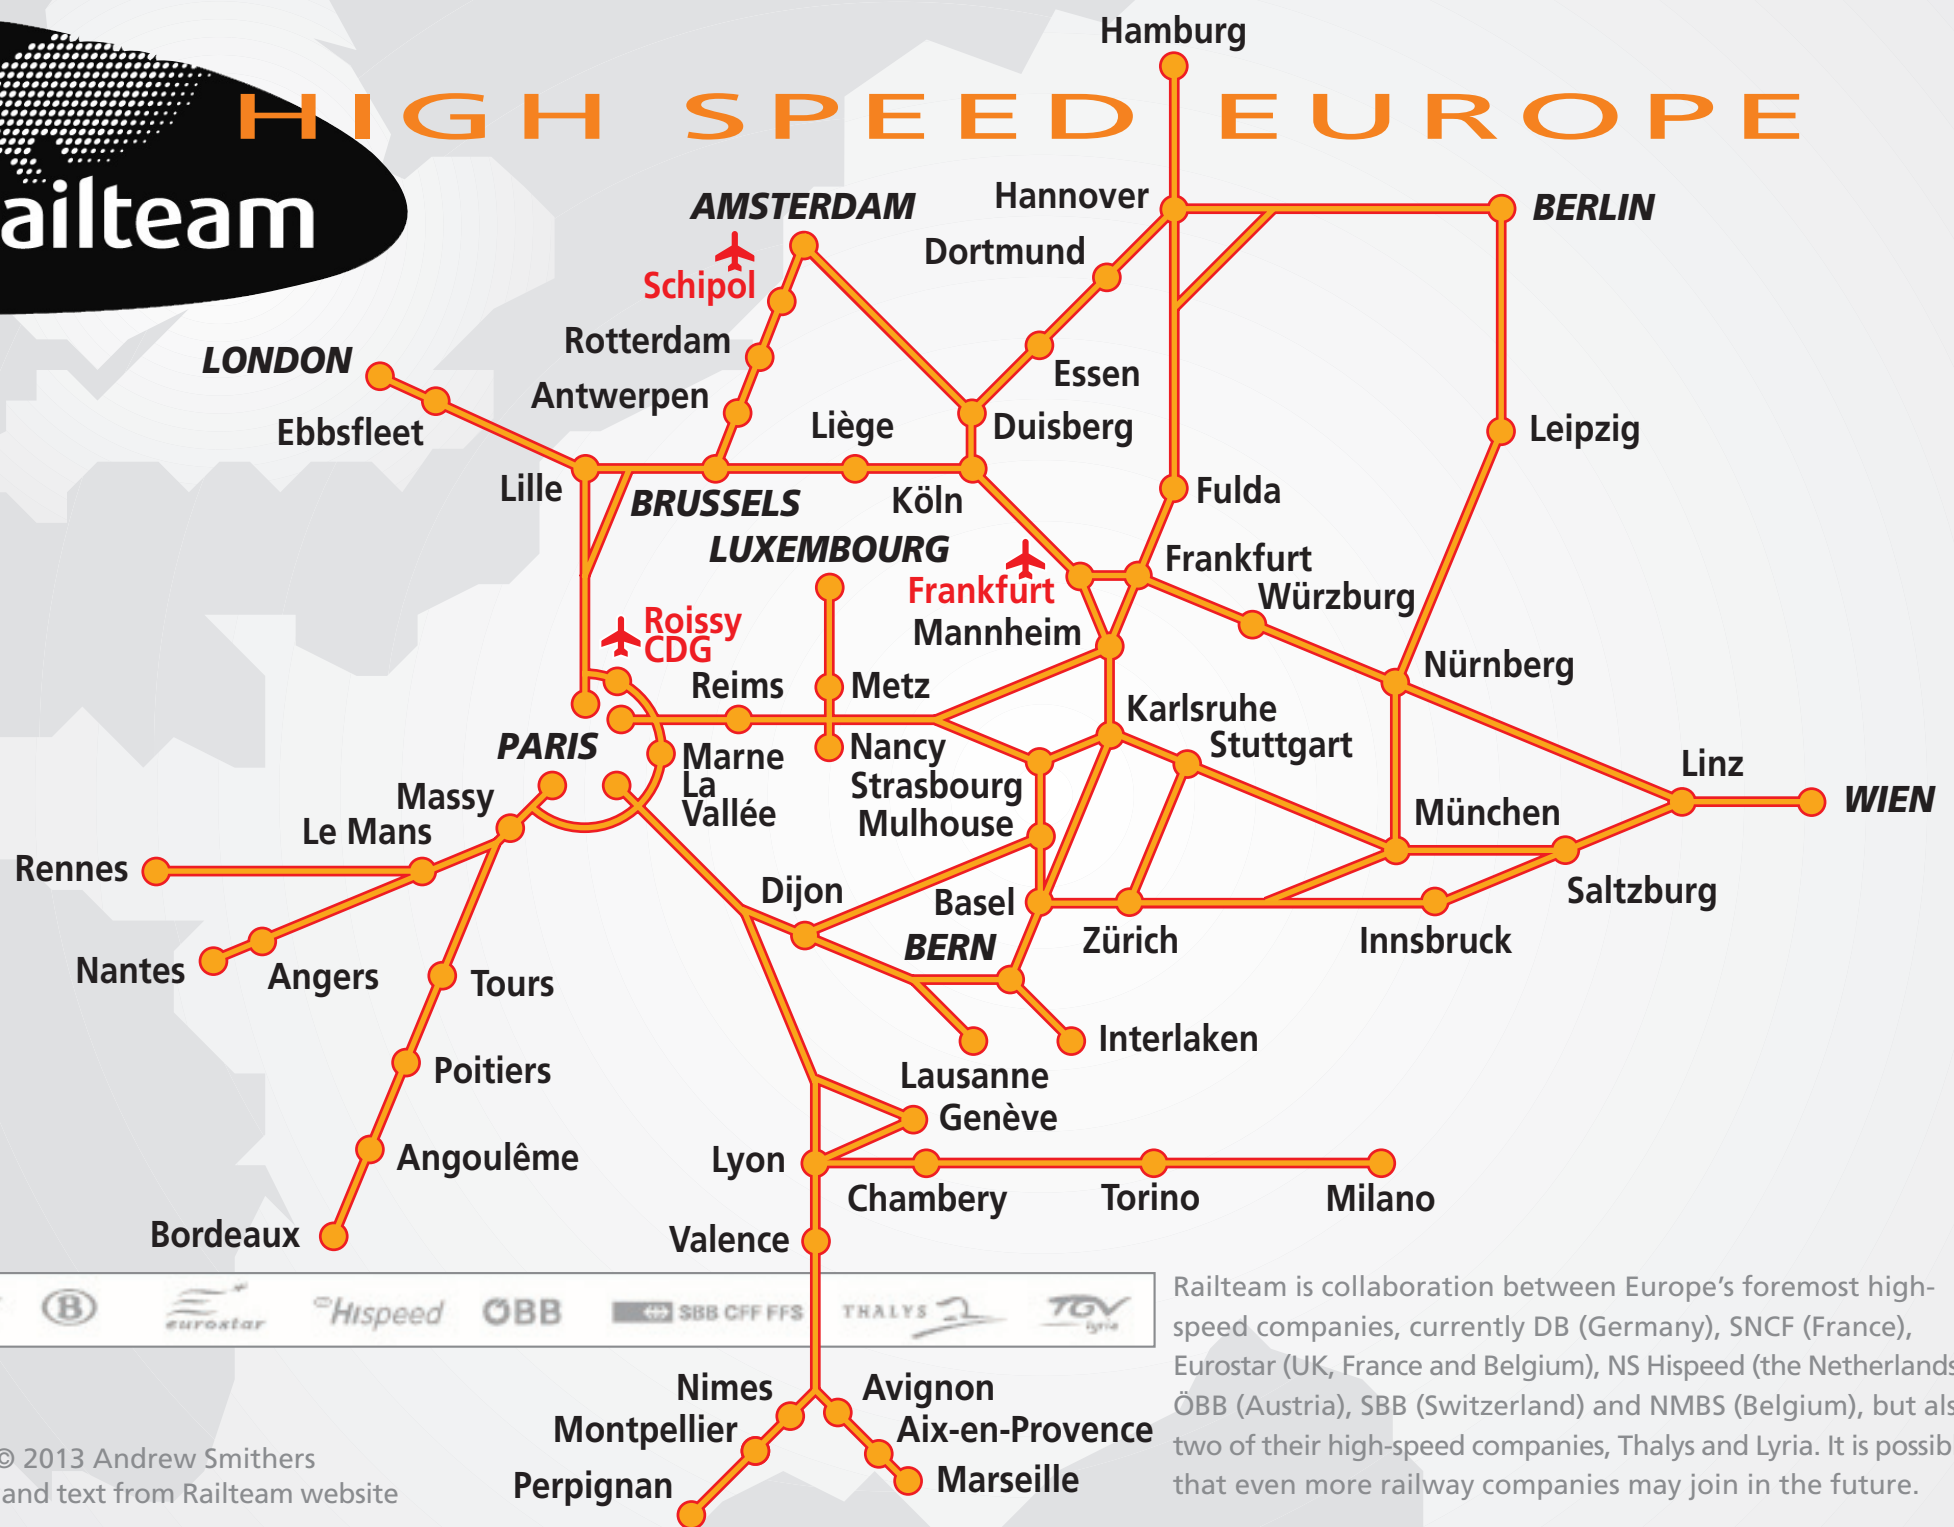 Hamburg
HIGH SPEED EUROPE
ailteam
AMSTERDAM
Hannover
BERLIN
Dortmund
Schipol
Rotterdam
LONDON
Essen
Antwerpen
Ebbsfleet
Liège
Duisberg
Leipzig
Lille
BRUSSELS
Köln
Fulda
LUXEMBOURG
Frankfurt
Frankfurt
Würzburg
Roissy
CDG
Mannheim
Nürnberg
Reims
Metz
Karlsruhe
PARIS
Marne
La
Vallée
Nancy
Stuttgart
Linz
Massy
Strasbourg
WIEN
Le Mans
Mulhouse
München
Rennes
Dijon
Basel
Saltzburg
BERN
Zürich
Innsbruck
Nantes
Angers
Tours
Interlaken
Poitiers
Lausanne
Genève
Angoulême
Lyon
Chambery
Torino
Milano
Bordeaux
Valence
B
eurostar
Hispeed
ÖBB
SBB CFF FFS
THALYS
TGV
lyria
Railteam is collaboration between Europe's foremost high-
speed companies, currently DB (Germany), SNCF (France),
Eurostar (UK, France and Belgium), NS Hispeed (the Netherlands
ÖBB (Austria), SBB (Switzerland) and NMBS (Belgium), but als
two of their high-speed companies, Thalys and Lyria. It is possib
that even more railway companies may join in the future.
Nimes
Avignon
Montpellier
Aix-en-Provence
Perpignan
Marseille
© 2013 Andrew Smithers
and text from Railteam website